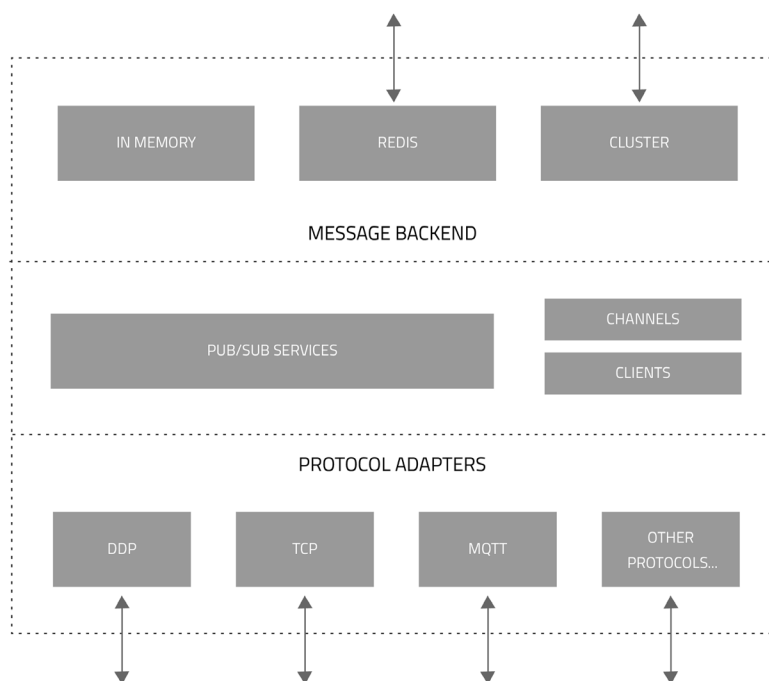 IN MEMORY
REDIS
CLUSTER
MESSAGE BACKEND
PUB/SUB SERVICES
CHANNELS
CLIENTS
PROTOCOL ADAPTERS
DDP
TCP
MQTT
OTHER
PROTOCOLS...